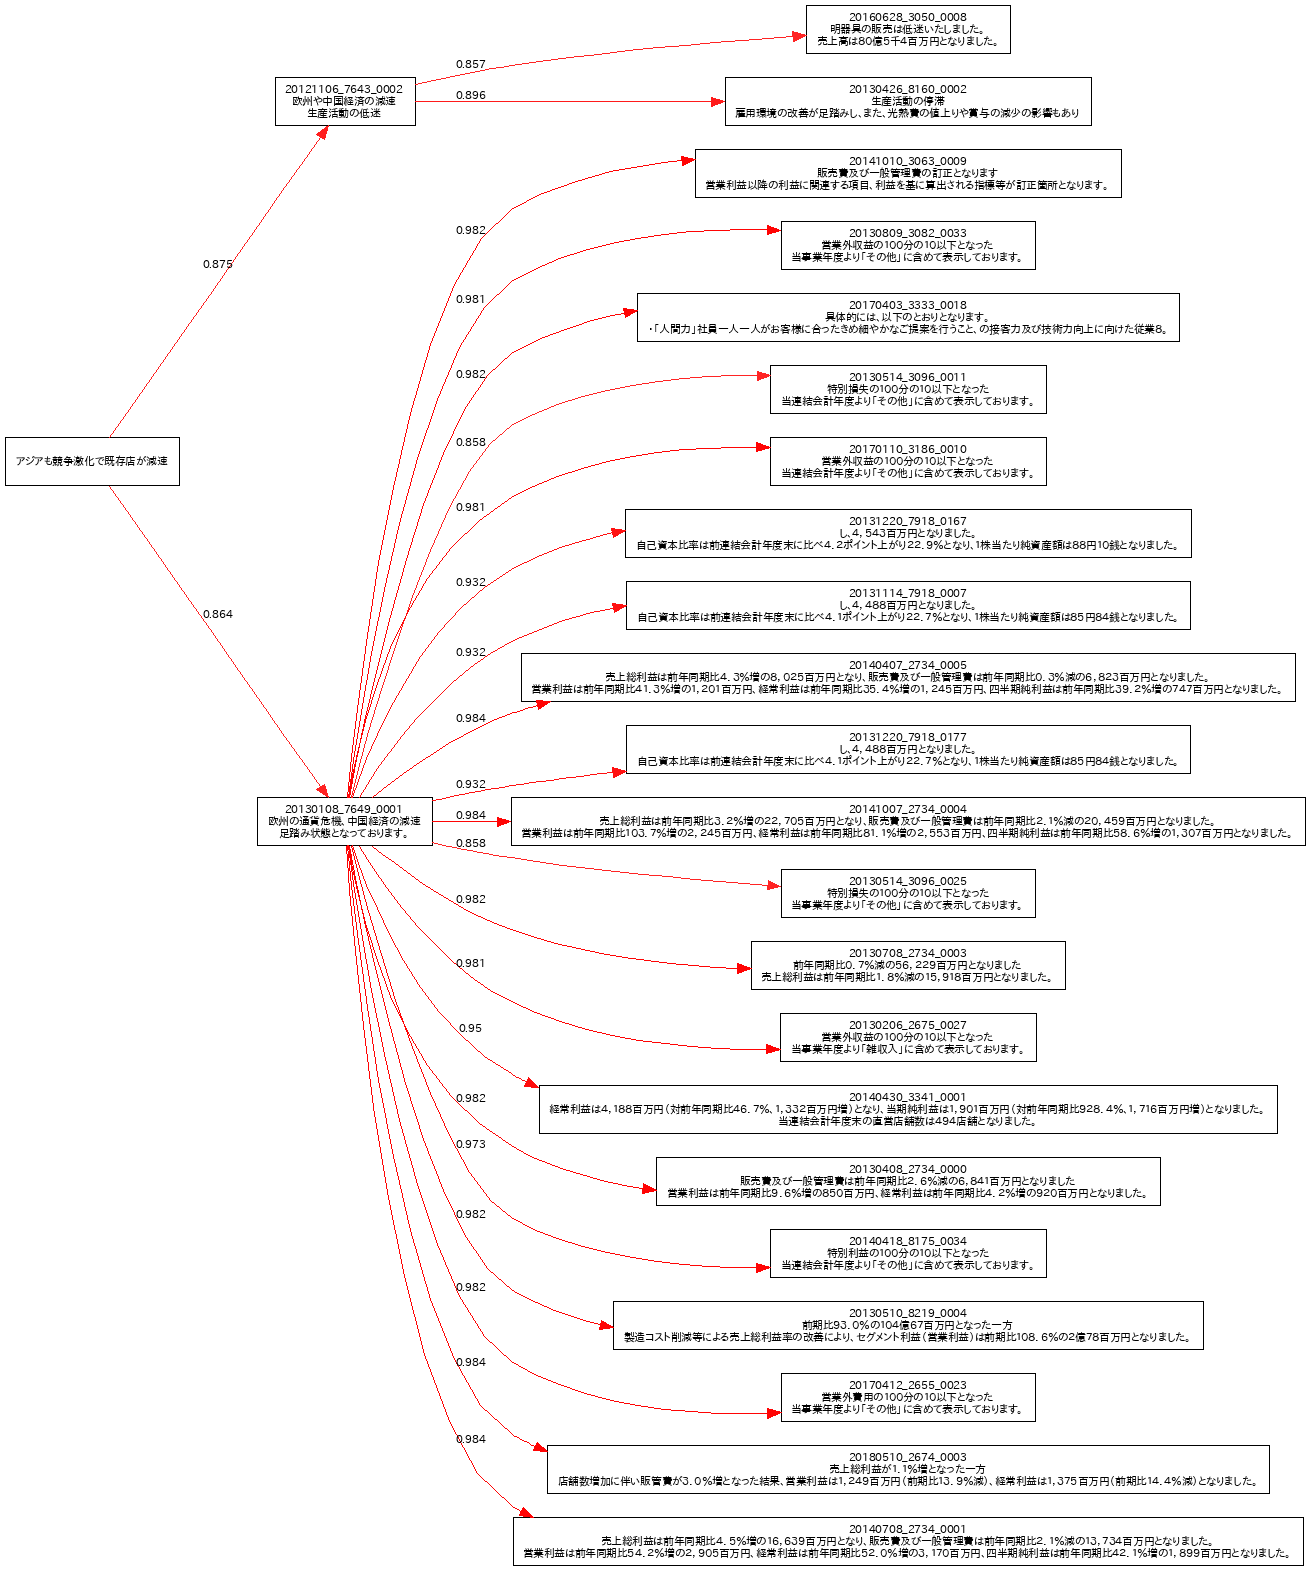 20160628_3050_0008
明器具の販売は低迷いたしました。
売上高は80億5千4百万円となりました。
0.857
20121106_7643_0002
欧州や中国経済の減速
生産活動の低迷
0.896
20130426_8160_0002
生産活動の停滞
雇用環境の改善が足踏みし、また、光熱費の値上りや賞与の減少の影響もあり
20141010_3063_0009
販売費及び一般管理費の訂正となります
営業利益以降の利益に関連する項目、利益を基に算出される指標等が訂正箇所となります。
0.982
20130809_3082_0033
営業外収益の100分の10以下となった
当事業年度より「その他」に含めて表示しております。
0.875
0.981
20170403_3333_0018
具体的には、以下のとおりとなります。
・「人間力」社員一人一人がお客様に合ったきめ細やかなご提案を行うこと、の接客力及び技術力向上に向けた従業8。
0.982
20130514_3096_0011
特別損失の100分の10以下となった
当連結会計年度より「その他」に含めて表示しております。
0.858
20170110_3186_0010
営業外収益の100分の10以下となった
当連結会計年度より「その他」に含めて表示しております。
アジアも競争激化で既存店が減速
0.981
20131220_7918_0167
し、4,543百万円となりました。
自己資本比率は前連結会計年度末に比べ4.2ポイント上がり22.9%となり、1株当たり純資産額は88円10銭となりました。
0.932
20131114_7918_0007
し、4,488百万円となりました。
自己資本比率は前連結会計年度末に比べ4.1ポイント上がり22.7%となり、1株当たり純資産額は85円84銭となりました。
0.864
0.932
20140407_2734_0005
売上総利益は前年同期比4.3%増の8,025百万円となり、販売費及び一般管理費は前年同期比0.3%減の6,823百万円となりました。
営業利益は前年同期比41.3%増の1,201百万円、経常利益は前年同期比35.4%増の1,245百万円、四半期純利益は前年同期比39.2%増の747百万円となりました。
0.984
20131220_7918_0177
し、4,488百万円となりました。
自己資本比率は前連結会計年度末に比べ4.1ポイント上がり22.7%となり、1株当たり純資産額は85円84銭となりました。
0.932
20130108_7649_0001
欧州の通貨危機、中国経済の減速
足踏み状態となっております。
0.984
20141007_2734_0004
売上総利益は前年同期比3.2%増の22,705百万円となり、販売費及び一般管理費は前年同期比2.1%減の20,459百万円となりました。
営業利益は前年同期比103.7%増の2,245百万円、経常利益は前年同期比81.1%増の2,553百万円、四半期純利益は前年同期比58.6%増の1,307百万円となりました。
0.858
20130514_3096_0025
特別損失の100分の10以下となった
当事業年度より「その他」に含めて表示しております。
0.982
20130708_2734_0003
前年同期比0.7%減の56,229百万円となりました
売上総利益は前年同期比1.8%減の15,918百万円となりました。
0.981
20130206_2675_0027
営業外収益の100分の10以下となった
当事業年度より「雑収入」に含めて表示しております。
0.95
20140430_3341_0001
経常利益は4,188百万円(対前年同期比46.7%、1,332百万円増)となり、当期純利益は1,901百万円(対前年同期比928.4%、1,716百万円増)となりました。
当連結会計年度末の直営店舗数は494店舗となりました。
0.982
20130408_2734_0000
販売費及び一般管理費は前年同期比2.6%減の6,841百万円となりました
営業利益は前年同期比9.6%増の850百万円、経常利益は前年同期比4.2%増の920百万円となりました。
0.973
20140418_8175_0034
特別利益の100分の10以下となった
当連結会計年度より「その他」に含めて表示しております。
0.982
20130510_8219_0004
前期比93.0%の104億67百万円となった一方
製造コスト削減等による売上総利益率の改善により、セグメント利益(営業利益)は前期比108.6%の2億78百万円となりました。
0.982
20170412_2655_0023
営業外費用の100分の10以下となった
当事業年度より「その他」に含めて表示しております。
0.984
20180510_2674_0003
売上総利益が1.1%増となった一方
店舗数増加に伴い販管費が3.0%増となった結果、営業利益は1,249百万円(前期比13.9%減)、経常利益は1,375百万円(前期比14.4%減)となりました。
0.984
20140708_2734_0001
売上総利益は前年同期比4.5%増の16,639百万円となり、販売費及び一般管理費は前年同期比2.1%減の13,734百万円となりました。
営業利益は前年同期比54.2%増の2,905百万円、経常利益は前年同期比52.0%増の3,170百万円、四半期純利益は前年同期比42.1%増の1,899百万円となりました。